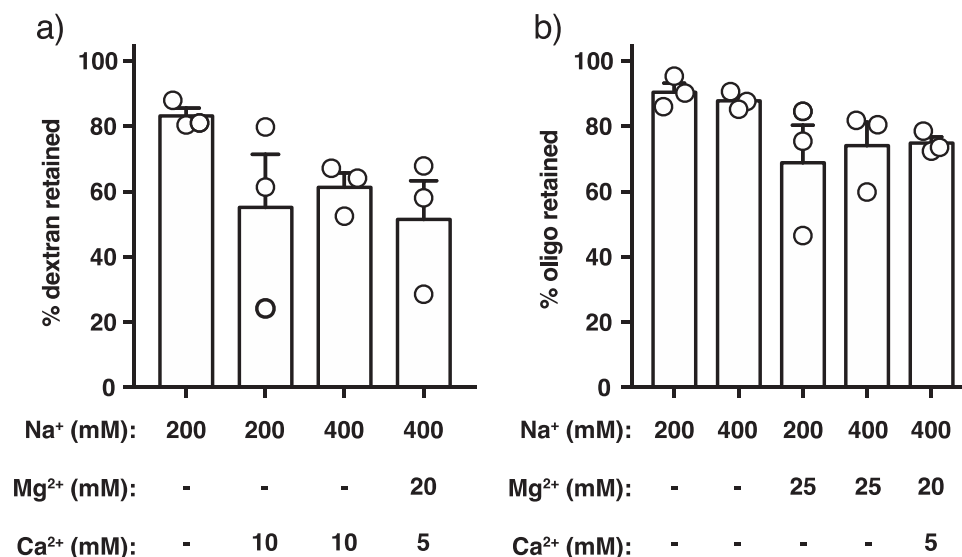 a)
% dextran retained
100
80
60
40
20
0
Na⁺ (mM): 200 200 400 400
Mg²⁺ (mM): - - - 20
Ca²⁺ (mM): - 10 10 5
b)
% oligo retained
100
80
60
40
20
0
Na⁺ (mM): 200 400 200 400 400
Mg²⁺ (mM): - - 25 25 20
Ca²⁺ (mM): - - - - 5